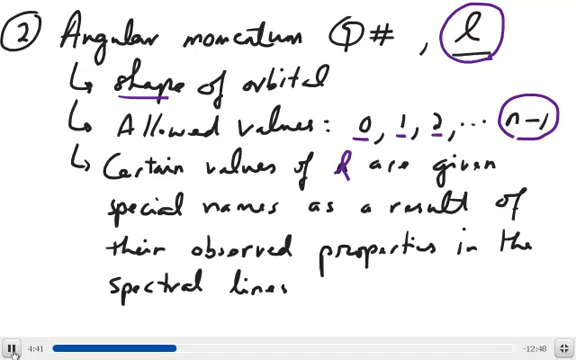 ② Angular momentum Q #, l
↳ shape of orbital
↳ Allowed values: 0, 1, 2, ... n-1
↳ Certain values of l are given
special names as a result of
their observed properties in the
spectral lines
4:41 -12:48